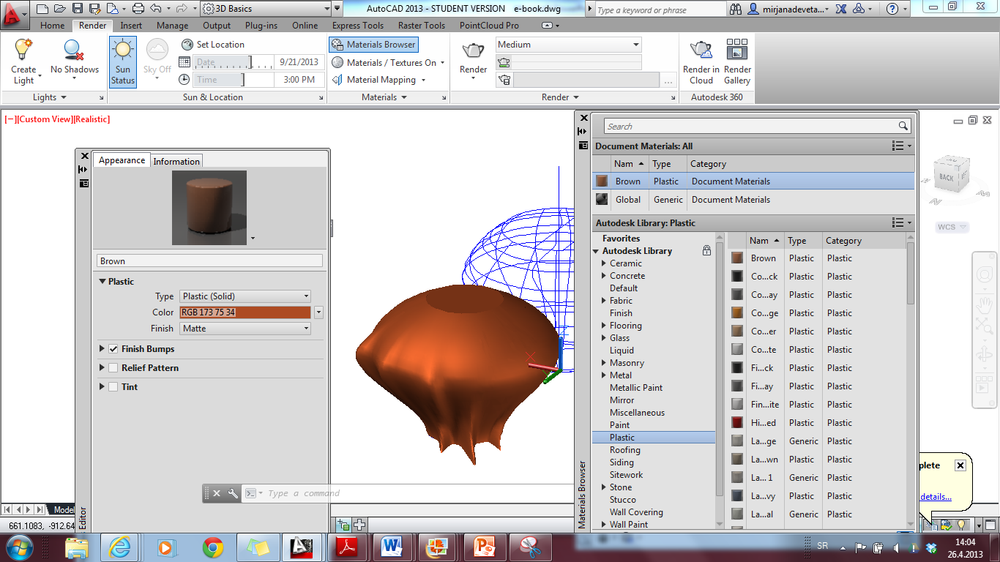 3D Basics
AutoCAD 2013 - STUDENT VERSION e-book.dwg
Type a keyword or phrase
mirjanadeveta...
Home Render Insert Manage Output Plug-ins Online Express Tools Raster Tools PointCloud Pro
Create Light
No Shadows
Sun Status
Sky Off
Set Location
Date 9/21/2013
Time 3:00 PM
Materials Browser
Materials / Textures On
Material Mapping
Render
Medium
Render in Cloud
Render Gallery
Lights
Sun & Location
Materials
Render
Autodesk 360
[−][Custom View][Realistic]
Appearance Information
Brown
Plastic
Type Plastic (Solid)
Color RGB 173 75 34
Finish Matte
Finish Bumps
Relief Pattern
Tint
Editor
Search
Document Materials: All
Nam Type Category
Brown Plastic Document Materials
Global Generic Document Materials
Autodesk Library: Plastic
Favorites
Autodesk Library
Ceramic
Concrete
Default
Fabric
Finish
Flooring
Glass
Liquid
Masonry
Metal
Metallic Paint
Mirror
Miscellaneous
Paint
Plastic
Roofing
Siding
Sitework
Stone
Stucco
Wall Covering
Wall Paint
Nam Type Category
Brown Plastic Plastic
Co...ck Plastic Plastic
Co...ay Plastic Plastic
Co...ge Plastic Plastic
Co...er Plastic Plastic
Co...te Plastic Plastic
Fi...ck Plastic Plastic
Fi...ay Plastic Plastic
Fin...ite Plastic Plastic
Hi...ed Plastic Plastic
La...ge Generic Plastic
La...wn Plastic Plastic
La... 1 Generic Plastic
La...vy Plastic Plastic
La...al Generic Plastic
Materials Browser
BACK
N
WCS
plete
details...
Type a command
Model
661.1083, -912.64
SR
14:04
26.4.2013